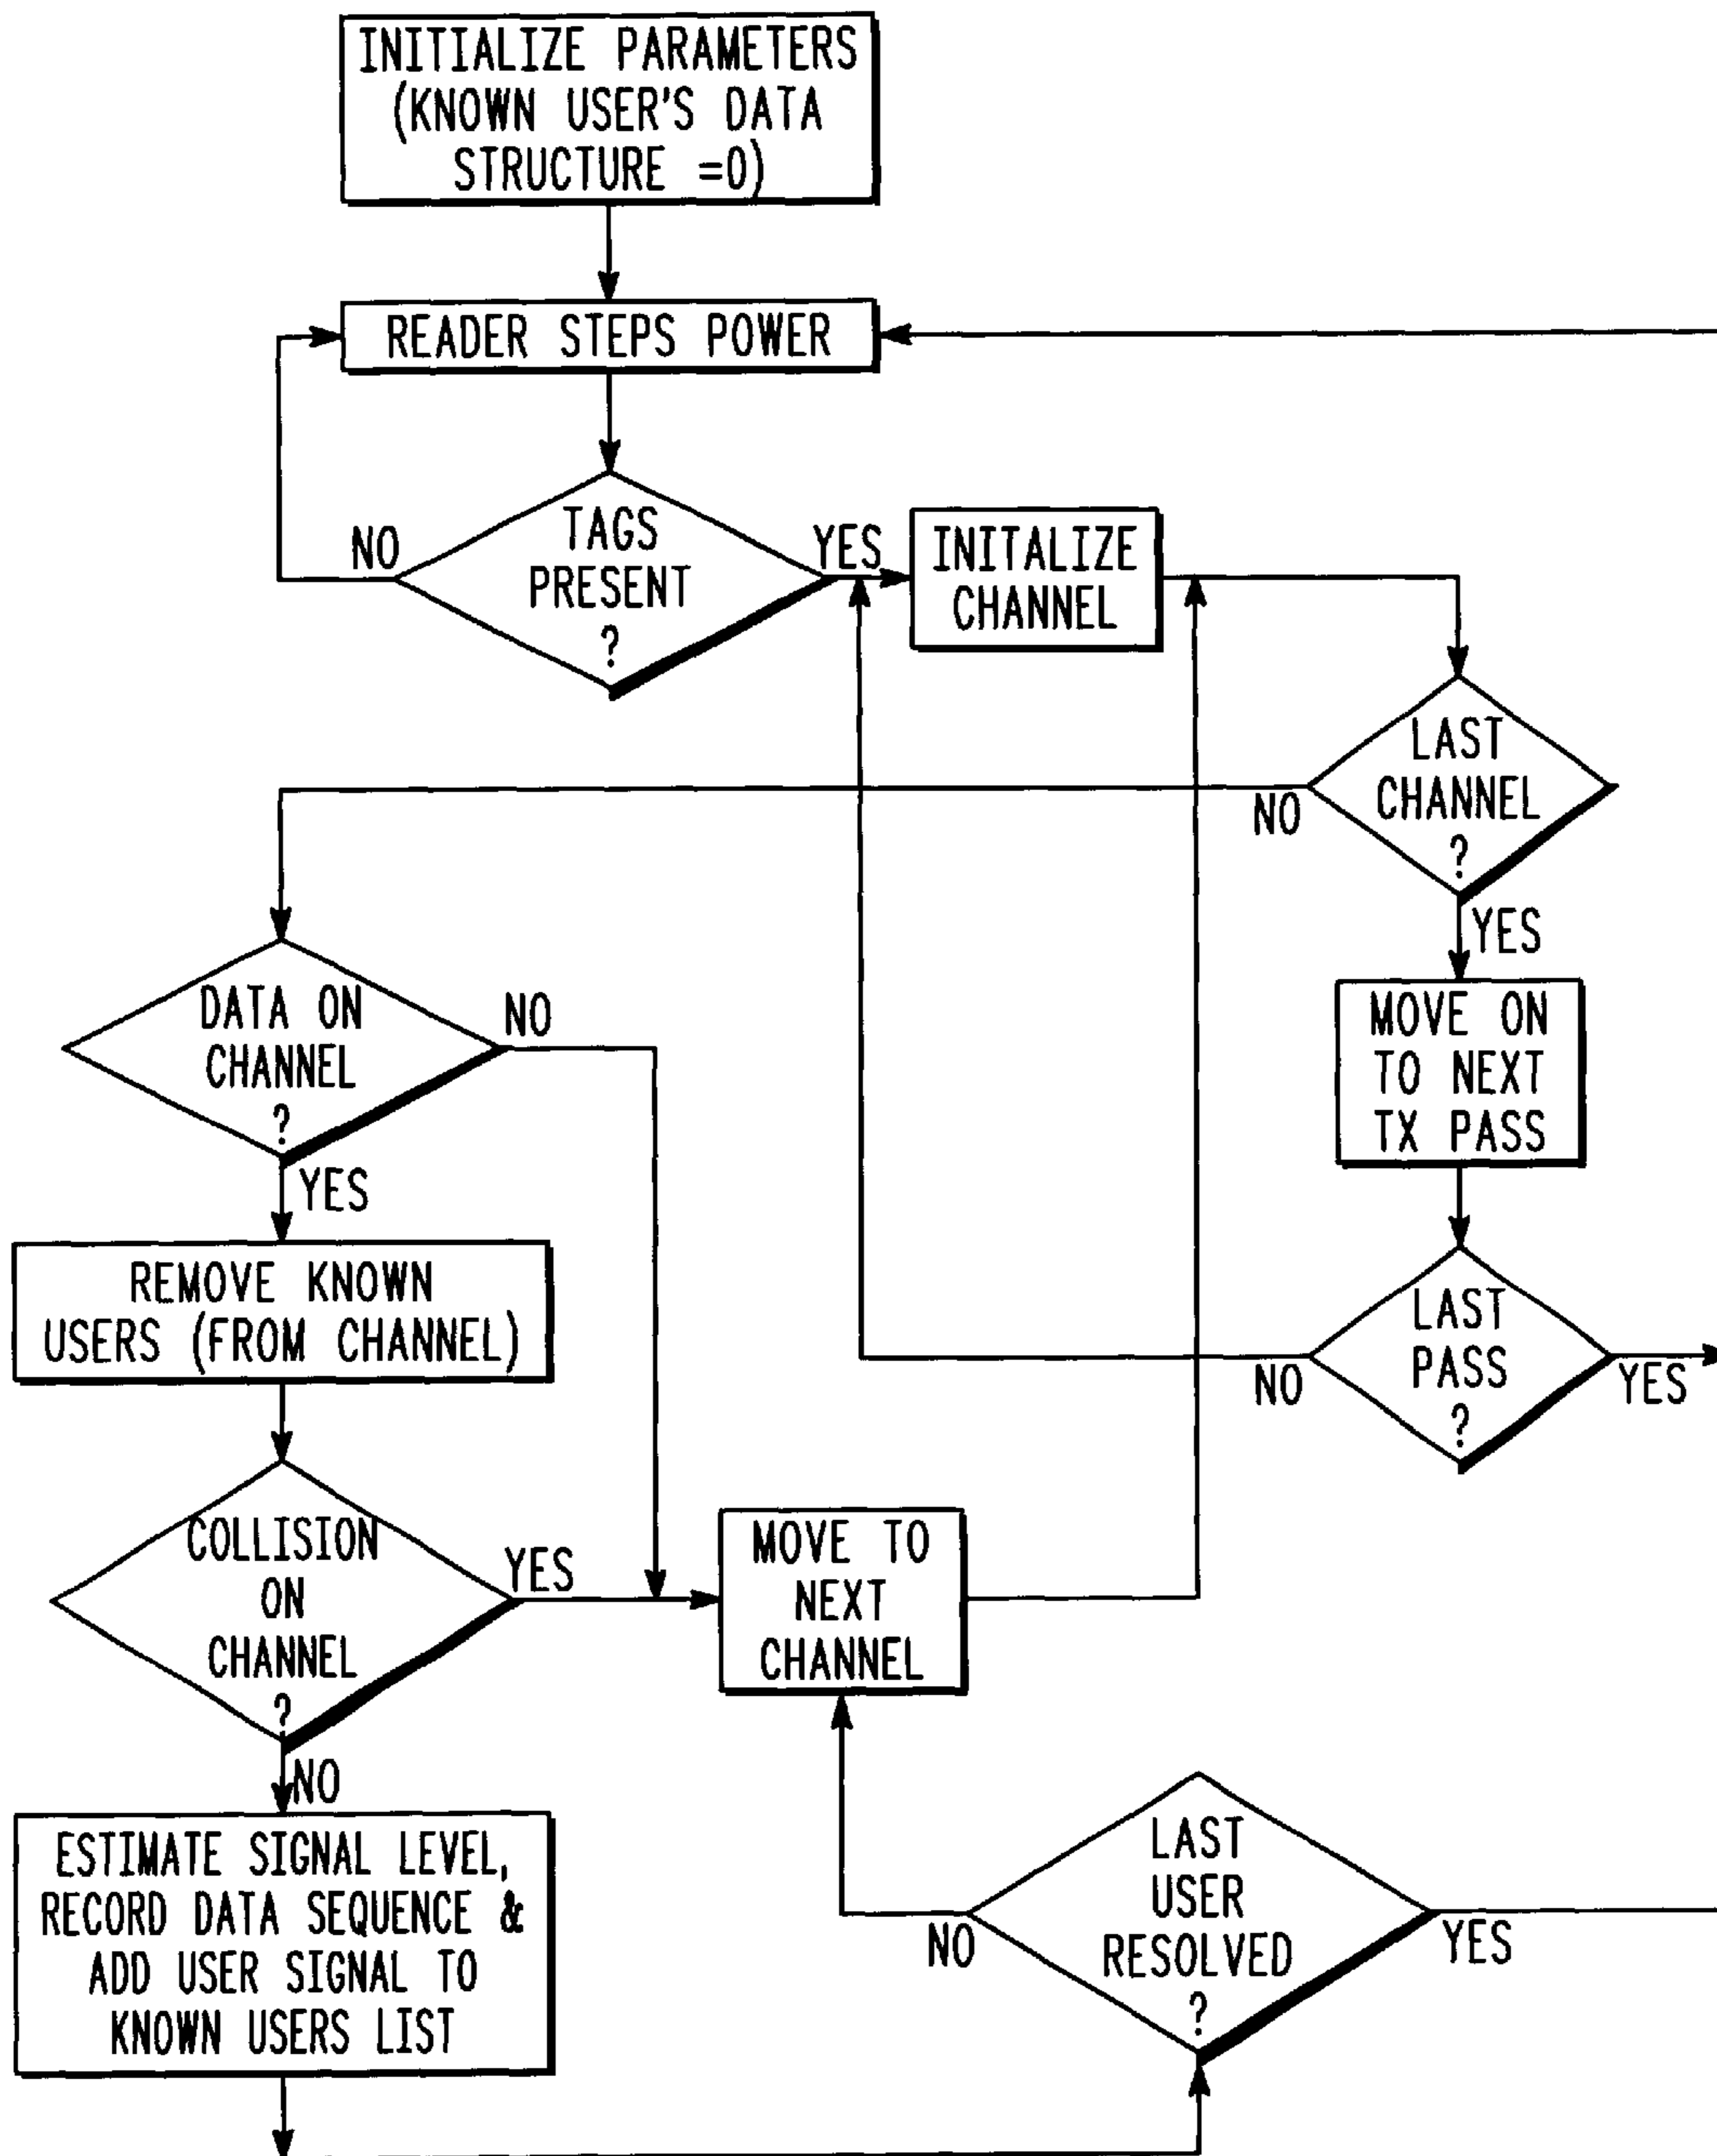 INITIALIZE PARAMETERS
(KNOWN USER'S DATA
STRUCTURE =0)
READER STEPS POWER
TAGS
PRESENT
?
NO
YES
INITALIZE
CHANNEL
LAST
CHANNEL
?
NO
YES
DATA ON
CHANNEL
?
NO
YES
MOVE ON
TO NEXT
TX PASS
REMOVE KNOWN
USERS (FROM CHANNEL)
LAST
PASS
?
NO
YES
COLLISION
ON
CHANNEL
?
YES
NO
MOVE TO
NEXT
CHANNEL
ESTIMATE SIGNAL LEVEL,
RECORD DATA SEQUENCE &
ADD USER SIGNAL TO
KNOWN USERS LIST
LAST
USER
RESOLVED
?
NO
YES